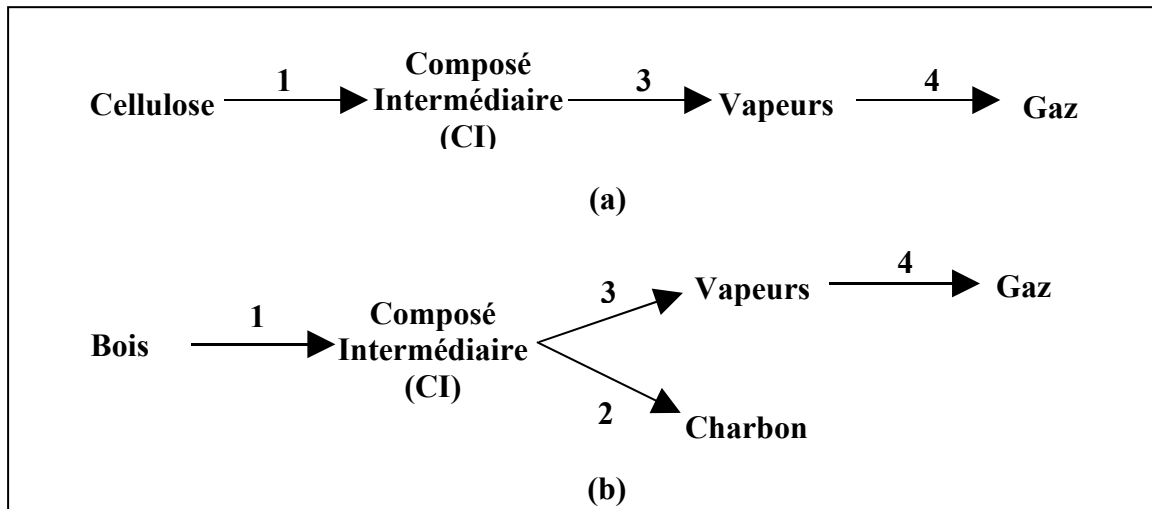 1
Composé
Intermédiaire
(CI)
3
4
Cellulose
Vapeurs
Gaz
(a)
1
Composé
Intermédiaire
(CI)
3
4
Bois
Vapeurs
Gaz
2
Charbon
(b)